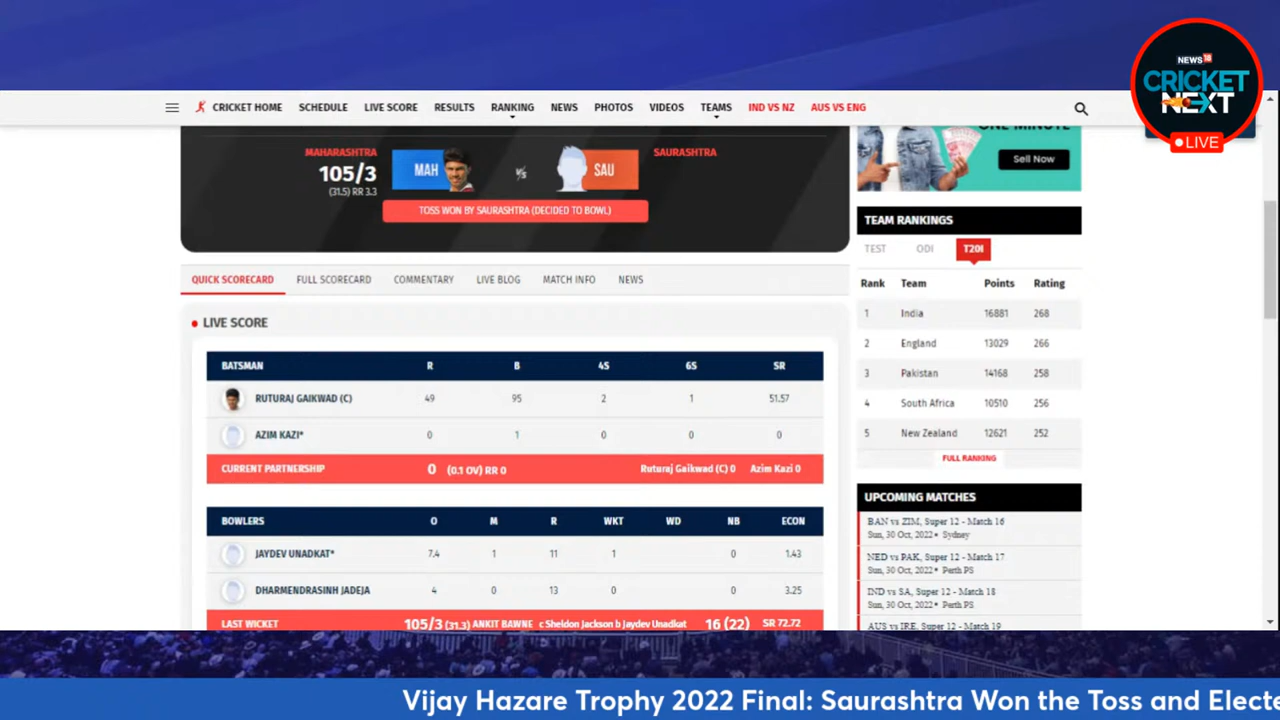 NEWS18
CRICKET
NEXT
LIVE
CRICKET HOME SCHEDULE LIVE SCORE RESULTS RANKING NEWS PHOTOS VIDEOS TEAMS IND VS NZ AUS VS ENG
ONE MINUTE
Sell Now
MAHARASHTRA
105/3
(31.5) RR 3.3
MAH
V/S
SAU
SAURASHTRA
TOSS WON BY SAURASHTRA (DECIDED TO BOWL)
QUICK SCORECARD FULL SCORECARD COMMENTARY LIVE BLOG MATCH INFO NEWS
LIVE SCORE
BATSMAN R B 4S 6S SR
RUTURAJ GAIKWAD (C) 49 95 2 1 51.57
AZIM KAZI* 0 1 0 0 0
CURRENT PARTNERSHIP 0 (0.1 OV) RR 0 Ruturaj Gaikwad (C) 0 Azim Kazi 0
BOWLERS O M R WKT WD NB ECON
JAYDEV UNADKAT* 7.4 1 11 1 0 1.43
DHARMENDRASINH JADEJA 4 0 13 0 0 3.25
LAST WICKET 105/3 (31.3) ANKIT BAWNE c Sheldon Jackson b Jaydev Unadkat 16 (22) SR 72.72
TEAM RANKINGS
TEST ODI T20I
Rank Team Points Rating
1 India 16881 268
2 England 13029 266
3 Pakistan 14168 258
4 South Africa 10510 256
5 New Zealand 12621 252
FULL RANKING
UPCOMING MATCHES
BAN vs ZIM, Super 12 - Match 16
Sun, 30 Oct, 2022• Sydney
NED vs PAK, Super 12 - Match 17
Sun, 30 Oct, 2022• Perth PS
IND vs SA, Super 12 - Match 18
Sun, 30 Oct, 2022• Perth PS
AUS vs IRE, Super 12 - Match 19
Vijay Hazare Trophy 2022 Final: Saurashtra Won the Toss and Electe